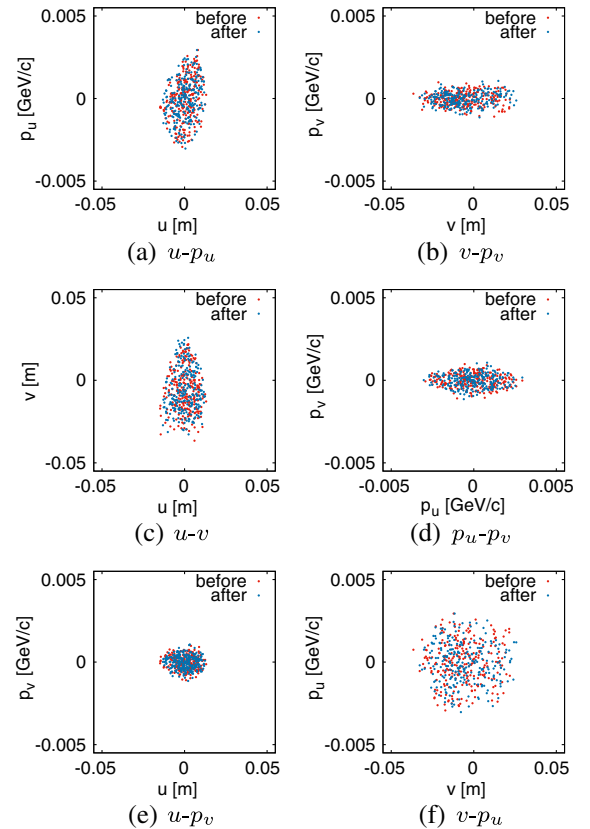 0.005
0
-0.005
p_u [GeV/c]
before
after
-0.05
0
0.05
u [m]
(a) u-p_u
0.005
0
-0.005
p_v [GeV/c]
before
after
-0.05
0
0.05
v [m]
(b) v-p_v
0.05
0
-0.05
v [m]
before
after
-0.05
0
0.05
u [m]
(c) u-v
0.005
0
-0.005
p_v [GeV/c]
before
after
-0.005
0
0.005
p_u [GeV/c]
(d) p_u-p_v
0.005
0
-0.005
p_v [GeV/c]
before
after
-0.05
0
0.05
u [m]
(e) u-p_v
0.005
0
-0.005
p_u [GeV/c]
before
after
-0.05
0
0.05
v [m]
(f) v-p_u